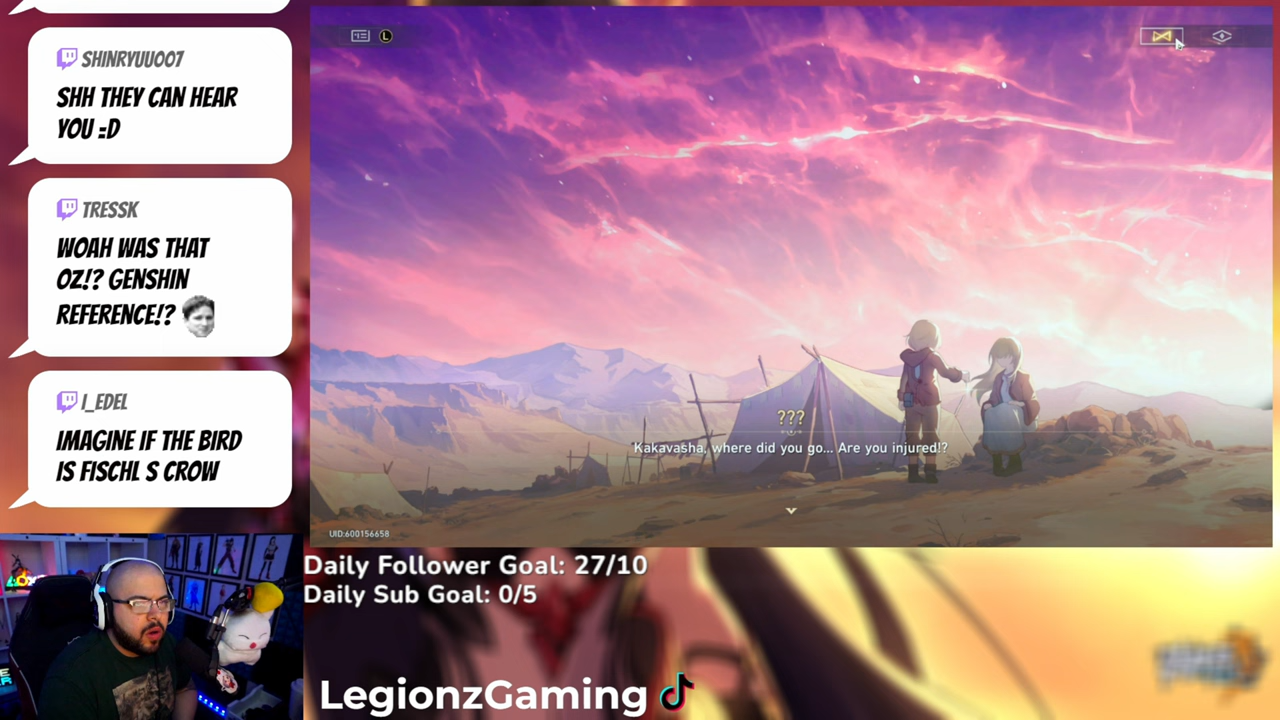 SHINRYUU007
SHH THEY CAN HEAR
YOU =D
TRESSK
WOAH WAS THAT
OZ!? GENSHIN
REFERENCE!?
I_EDEL
IMAGINE IF THE BIRD
IS FISCHL S CROW
L
???
Kakavasha, where did you go... Are you injured!?
UID:600156658
Daily Follower Goal: 27/10
Daily Sub Goal: 0/5
LegionzGaming